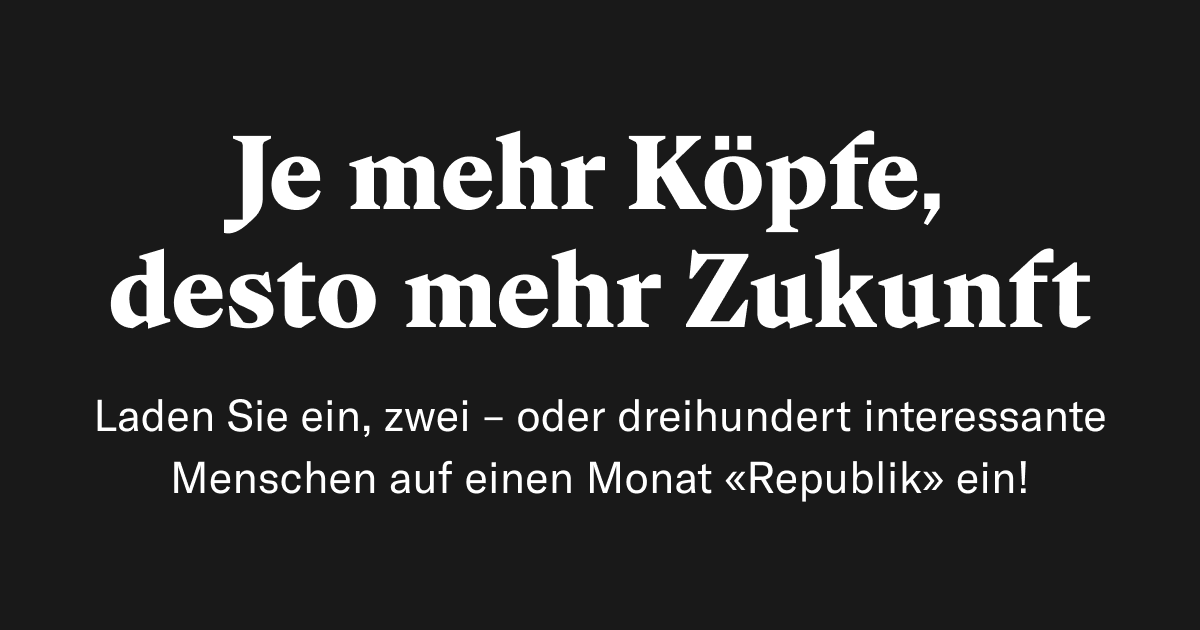 Je mehr Köpfe,
desto mehr Zukunft
Laden Sie ein, zwei – oder dreihundert interessante
Menschen auf einen Monat «Republik» ein!